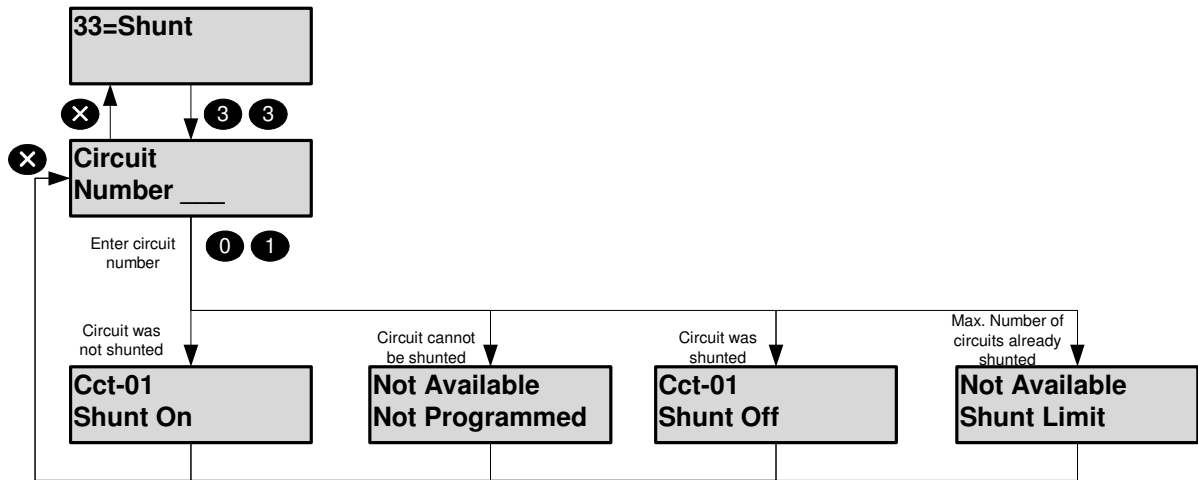 33=Shunt
3 3
Circuit
Number ___
Enter circuit
number
0 1
Circuit was
not shunted
Circuit cannot
be shunted
Circuit was
shunted
Max. Number of
circuits already
shunted
Cct-01
Shunt On
Not Available
Not Programmed
Cct-01
Shunt Off
Not Available
Shunt Limit